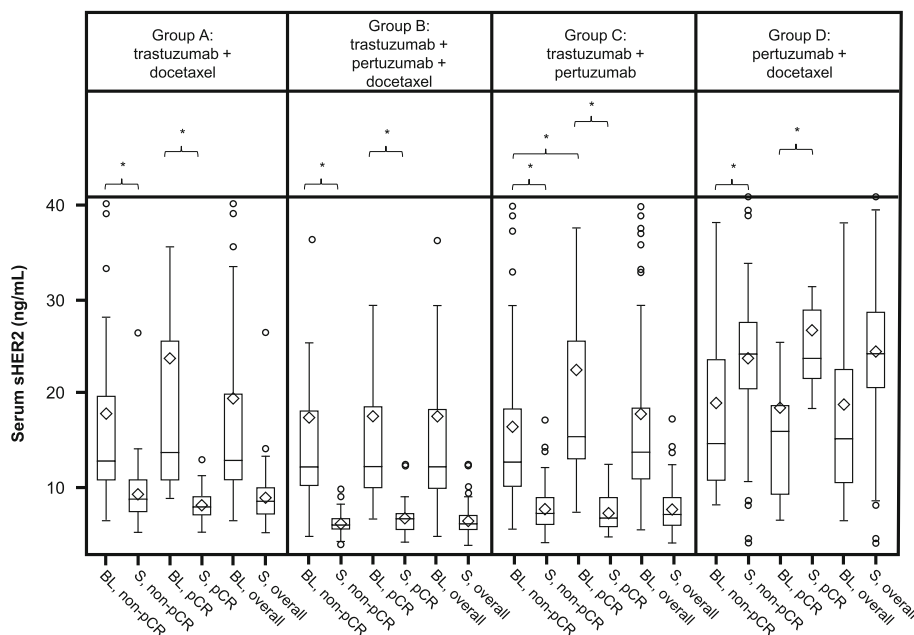 Group A:
trastuzumab +
docetaxel
Group B:
trastuzumab +
pertuzumab +
docetaxel
Group C:
trastuzumab +
pertuzumab
Group D:
pertuzumab +
docetaxel
* * * * * * * * *
Serum sHER2 (ng/mL)
40
30
20
10
BL, non-pCR
S, non-pCR
BL, pCR
S, pCR
BL, overall
S, overall
BL, non-pCR
S, non-pCR
BL, pCR
S, pCR
BL, overall
S, overall
BL, non-pCR
S, non-pCR
BL, pCR
S, pCR
BL, overall
S, overall
BL, non-pCR
S, non-pCR
BL, pCR
S, pCR
BL, overall
S, overall